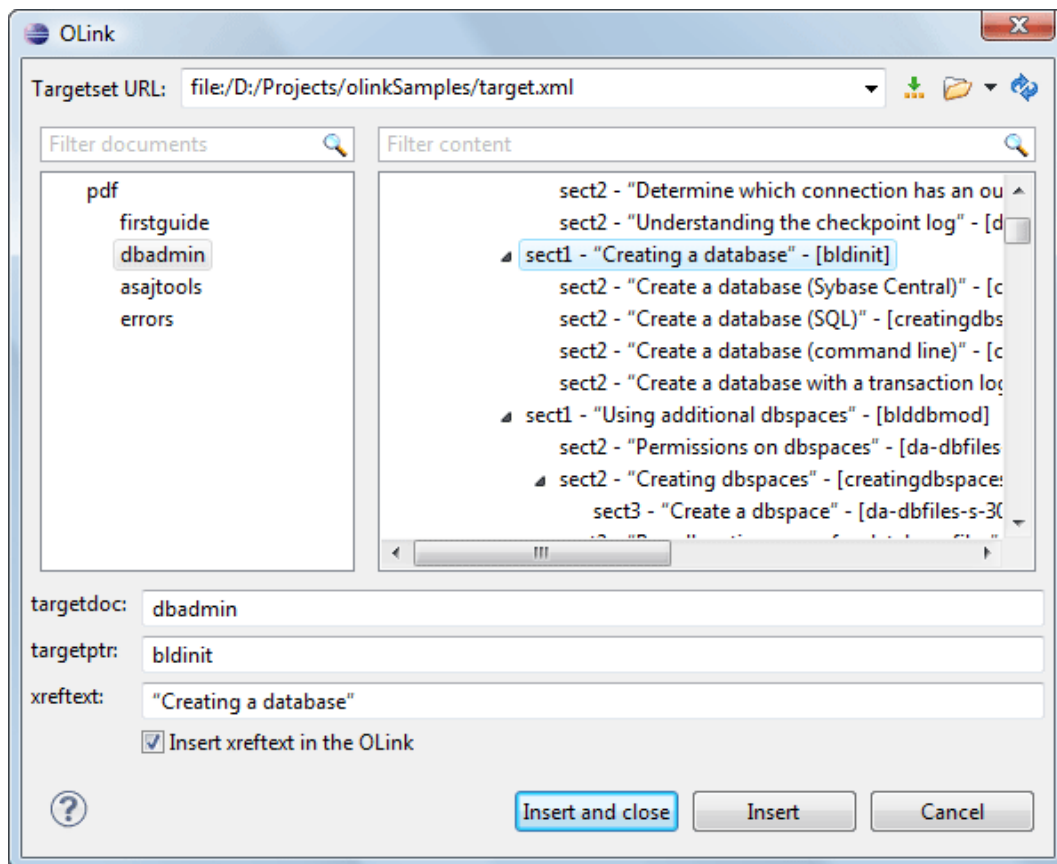 OLink
Targetset URL: file:/D:/Projects/olinkSamples/target.xml
Filter documents
Filter content
pdf
firstguide
dbadmin
asajtools
errors
sect2 - “Determine which connection has an ou
sect2 - “Understanding the checkpoint log” - [d
sect1 - “Creating a database” - [bldinit]
sect2 - “Create a database (Sybase Central)” - [c
sect2 - “Create a database (SQL)” - [creatingdbs
sect2 - “Create a database (command line)” - [c
sect2 - “Create a database with a transaction log
sect1 - “Using additional dbspaces” - [blddbmod]
sect2 - “Permissions on dbspaces” - [da-dbfiles
sect2 - “Creating dbspaces” - [creatingdbspaces
sect3 - “Create a dbspace” - [da-dbfiles-s-30
targetdoc: dbadmin
targetptr: bldinit
xreftext: “Creating a database”
Insert xreftext in the OLink
Insert and close
Insert
Cancel